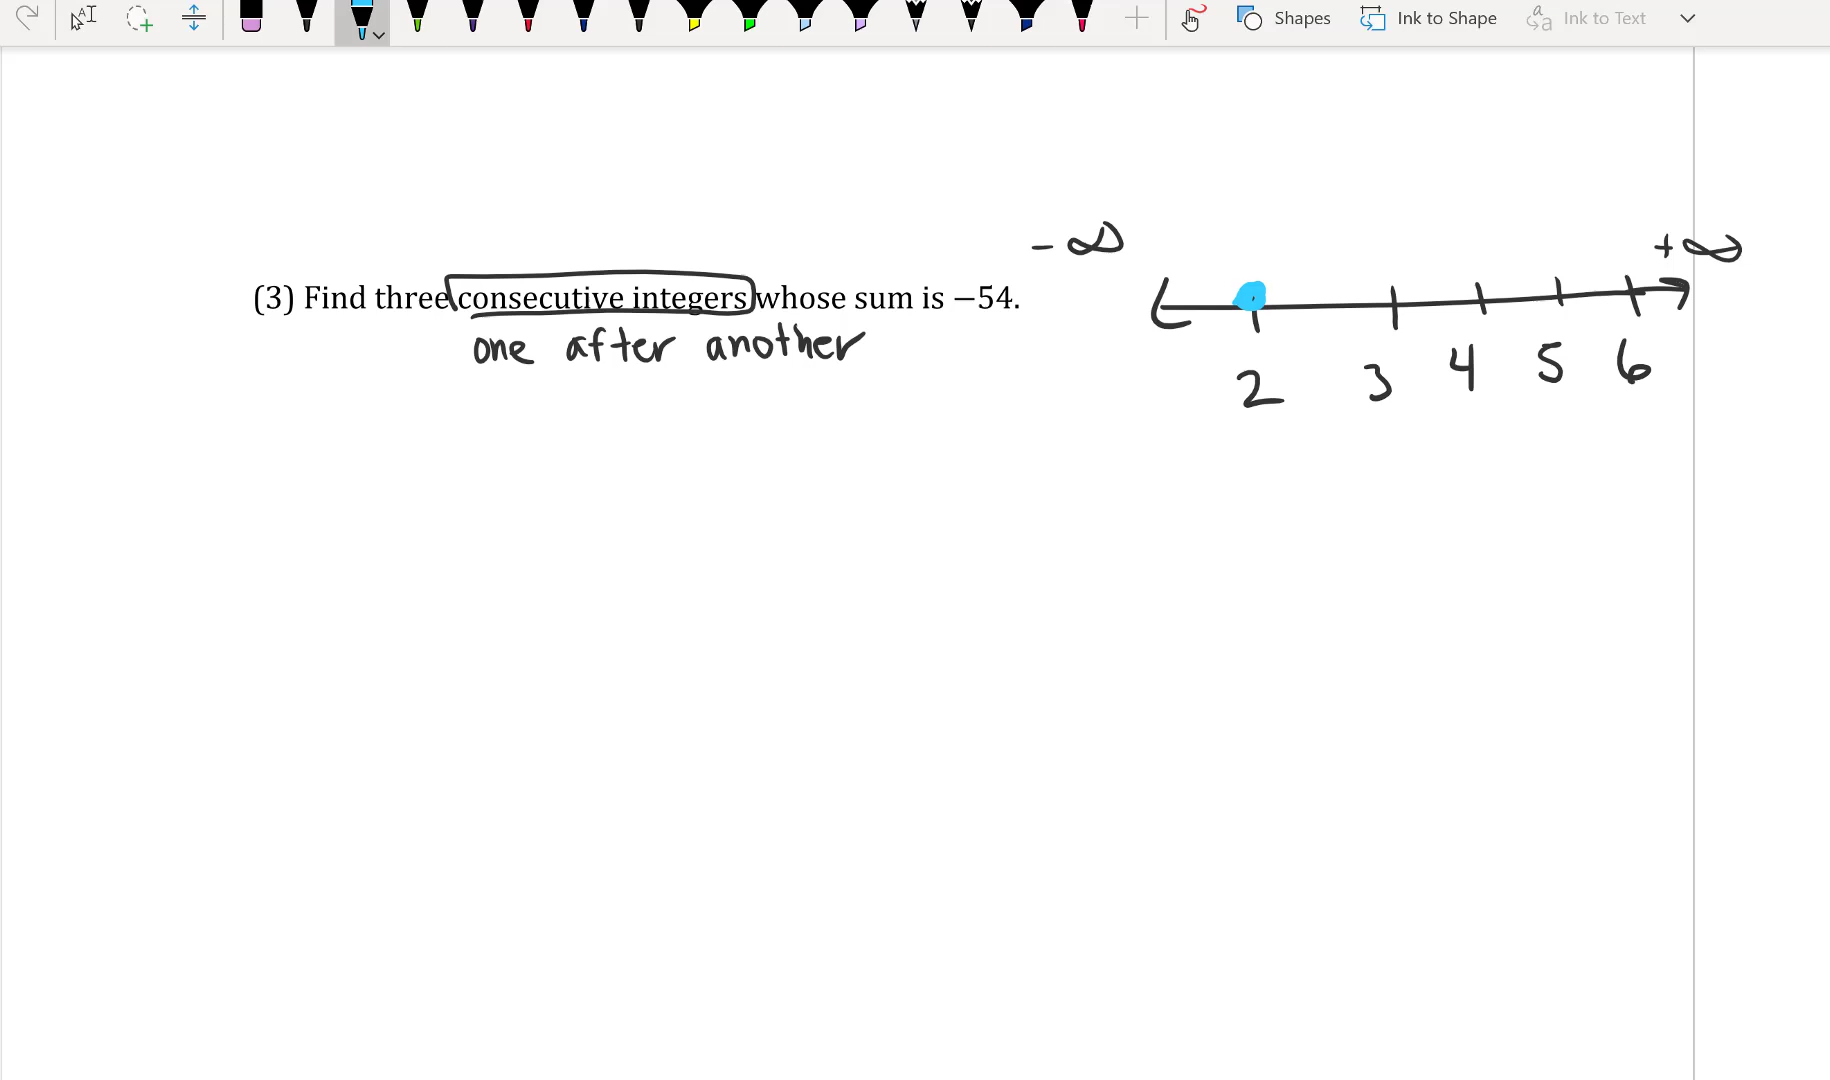 Shapes Ink to Shape Ink to Text
- ∞ +∞
(3) Find three consecutive integers whose sum is −54.
one after another
2 3 4 5 6